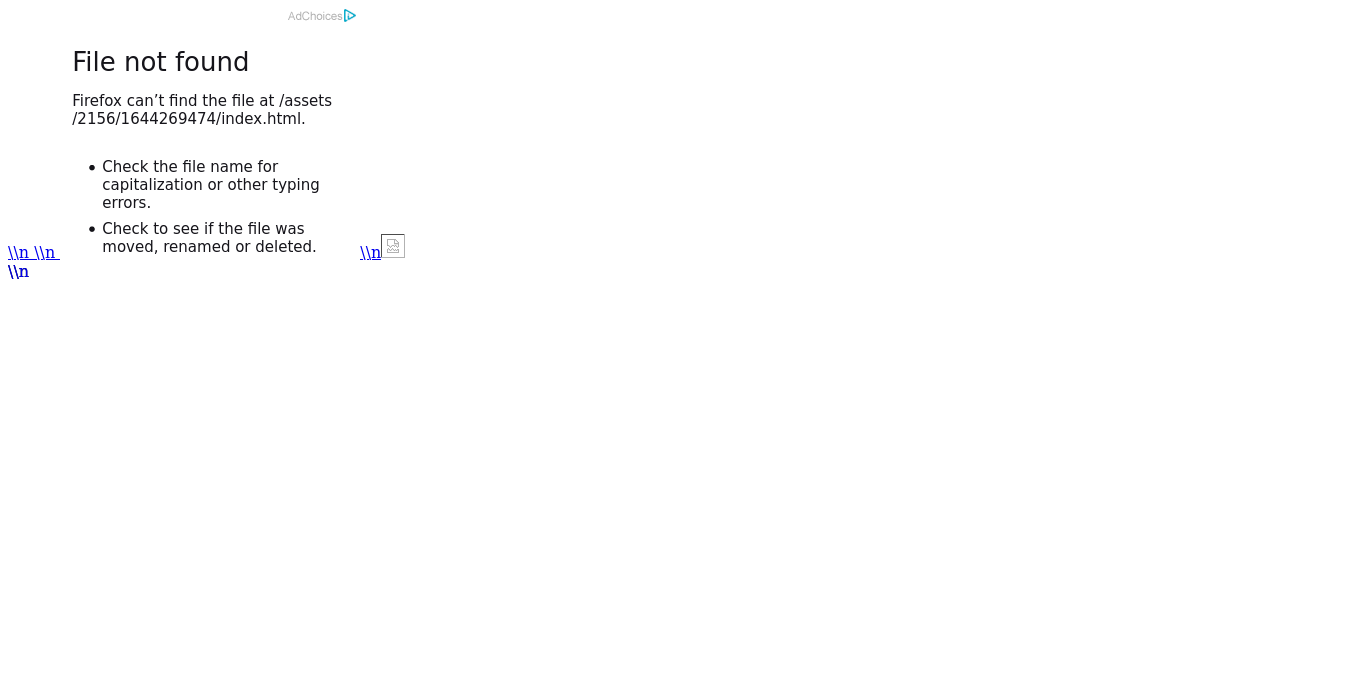 AdChoices
File not found
Firefox can’t find the file at /assets
/2156/1644269474/index.html.
Check the file name for
capitalization or other typing
errors.
Check to see if the file was
moved, renamed or deleted.
\\n \\n \\n
\\n